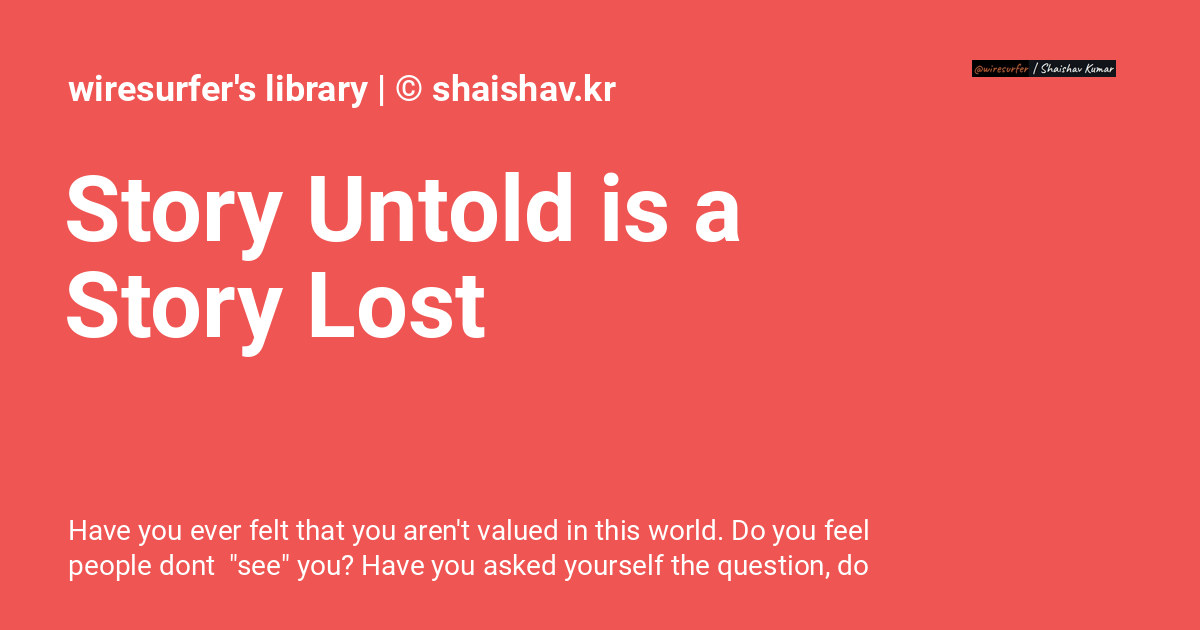 wiresurfer's library | © shaishav.kr
@wiresurfer | Shaishav Kumar
Story Untold is a
Story Lost
Have you ever felt that you aren't valued in this world. Do you feel
people dont  "see" you? Have you asked yourself the question, do